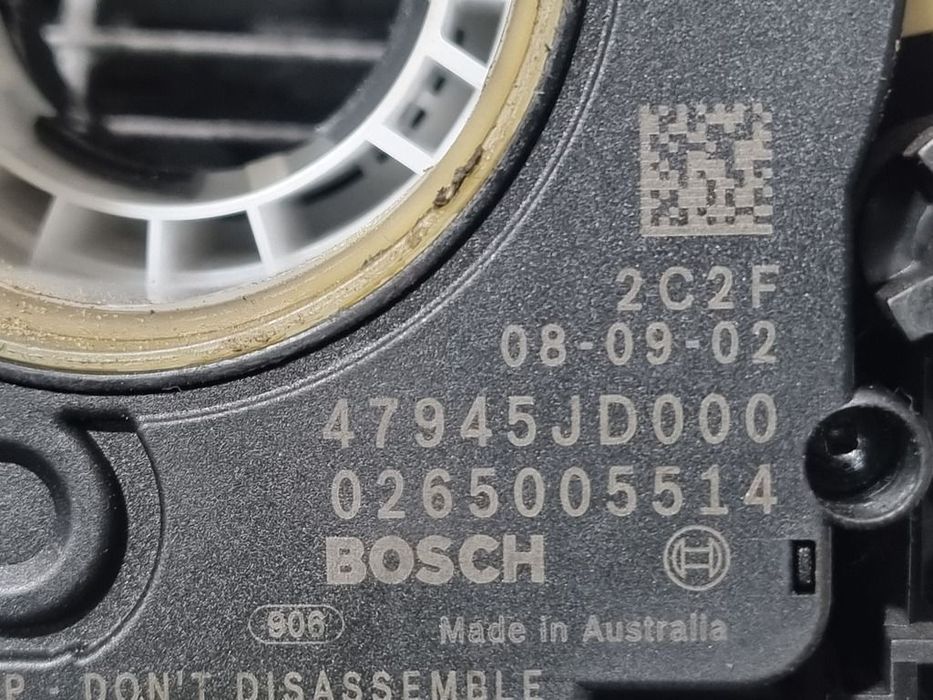 2C2F
08-09-02
47945JD000
0265005514
BOSCH
906
Made in Australia
P - DON'T DISASSEMBLE